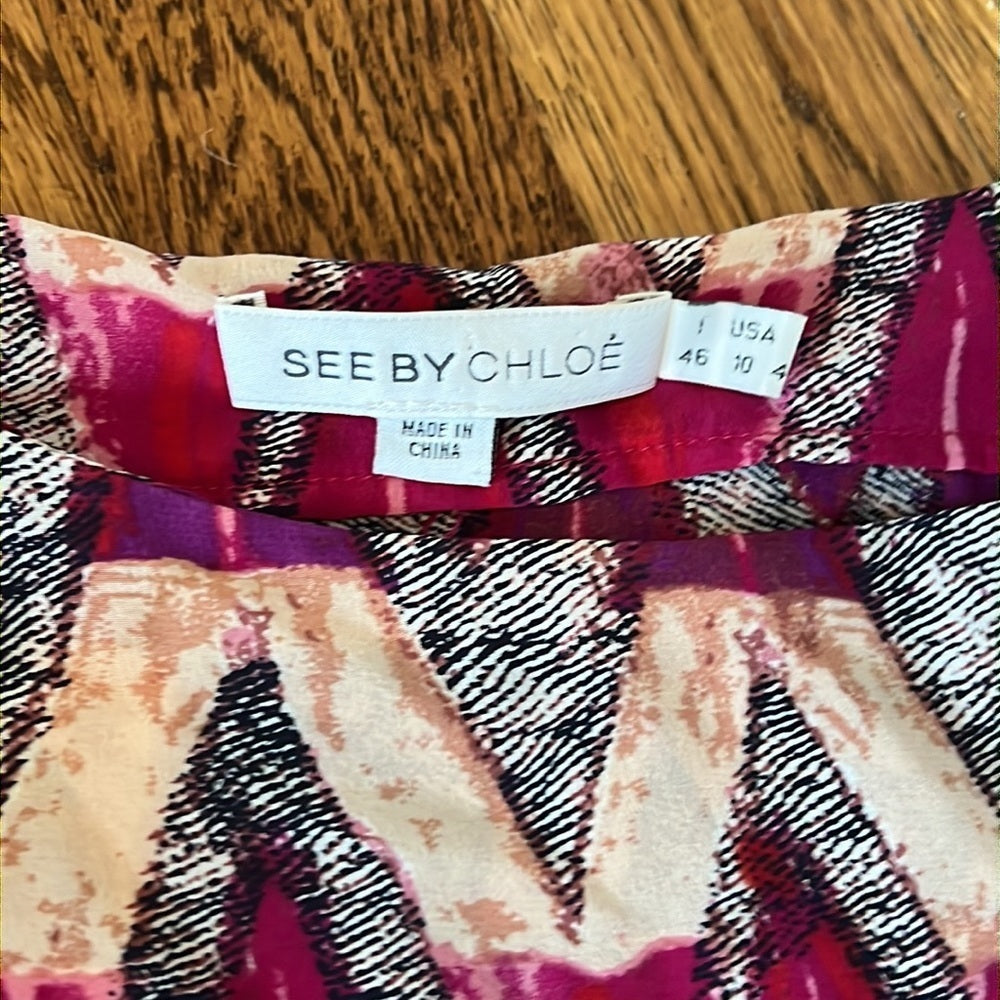 SEE BY CHLOÉ
I USA
46 10 4
MADE IN
CHINA